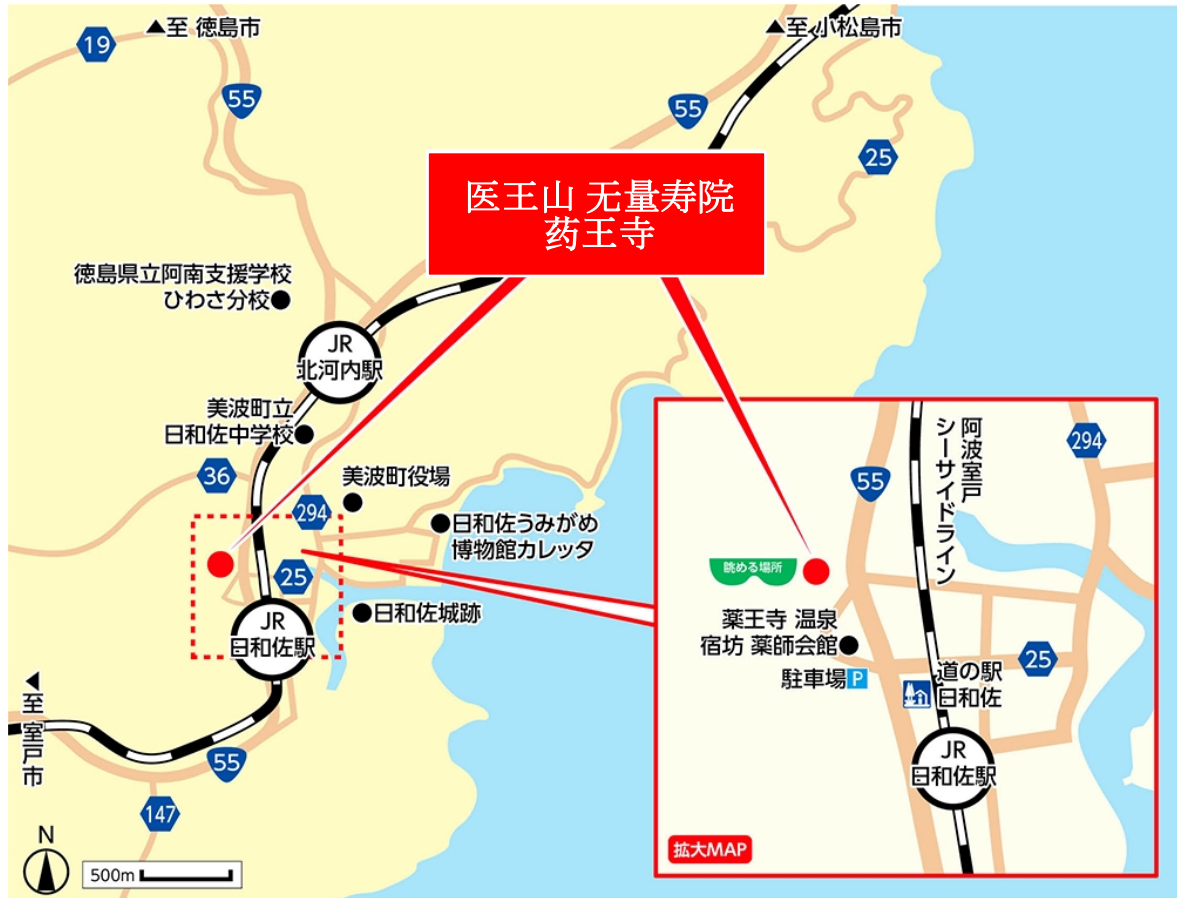 ▲至 徳島市
▲至 小松島市
19
55
55
25
医王山 无量寿院
药王寺
徳島県立阿南支援学校
ひわさ分校
JR
北河内駅
美波町立
日和佐中学校
36
美波町役場
294
日和佐うみがめ
博物館カレッタ
25
日和佐城跡
JR
日和佐駅
▲至 室戸市
55
147
N
500m
阿波室戸
シーサイドライン
294
55
眺める場所
薬王寺 温泉
宿坊 薬師会館
駐車場P
25
道の駅
日和佐
JR
日和佐駅
拡大MAP